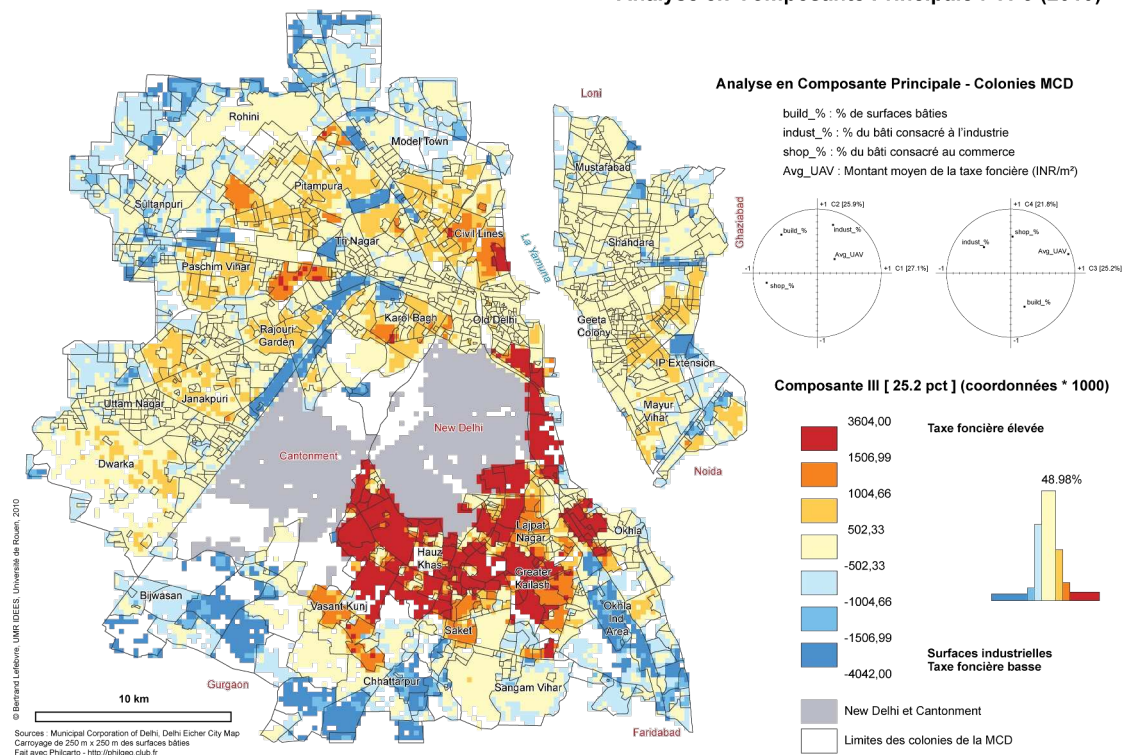 Analyse en Composante Principale - Colonies MCD
build_% : % de surfaces bâties
indust_% : % du bâti consacré à l'industrie
shop_% : % du bâti consacré au commerce
Avg_UAV : Montant moyen de la taxe foncière (INR/m²)
+1 C2 [25.9%]
build_%
indust_%
Avg_UAV
-1
+1 C1 [27.1%]
shop_%
-1
+1 C4 [21.8%]
shop_%
indust_%
Avg_UAV
-1
+1 C3 [25.2%]
build_%
-1
Composante III [ 25.2 pct ] (coordonnées * 1000)
3604,00
Taxe foncière élevée
1506,99
1004,66
502,33
-502,33
-1004,66
-1506,99
-4042,00
Surfaces industrielles
Taxe foncière basse
48.98%
New Delhi et Cantonment
Limites des colonies de la MCD
Loni
Rohini
Model Town
Mustafabad
Pitampura
Sultanpuri
Ghaziabad
Civil Lines
La Yamuna
Shahdara
Tri Nagar
Paschim Vihar
Karol Bagh
Old Delhi
Geeta
Colony
Rajouri
Garden
IP Extension
Uttam Nagar
Janakpuri
Mayur
Vihar
New Delhi
Cantonment
Dwarka
Noida
Lajpat
Nagar
Okhla
Hauz
Khas
Greater
Kailash
Bijwasan
Vasant Kunj
Okhla
Ind
Area
Saket
Gurgaon
Chhattarpur
Sangam Vihar
Faridabad
10 km
© Bertrand Lefebvre, UMR IDEES, Université de Rouen, 2010
Sources : Municipal Corporation of Delhi, Delhi Eicher City Map
Carroyage de 250 m x 250 m des surfaces bâties
Fait avec Philcarto - http://philgeo.club.fr